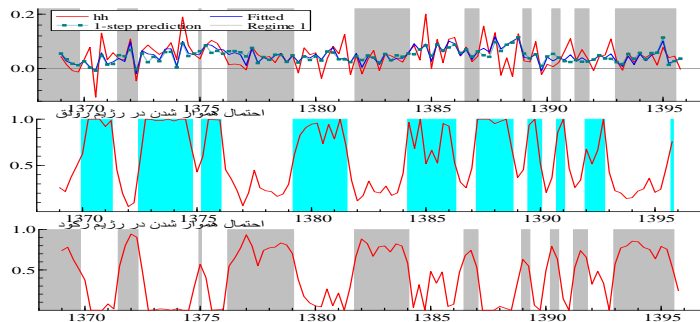 hh Fitted
1-step prediction Regime 1
0.2
0.0
1370 1375 1380 1385 1390 1395
احتمال هموار شدن در رژیم رونق
1.0
0.5
1370 1375 1380 1385 1390 1395
احتمال هموار شدن در رژیم رکود
1.0
0.5
1370 1375 1380 1385 1390 1395